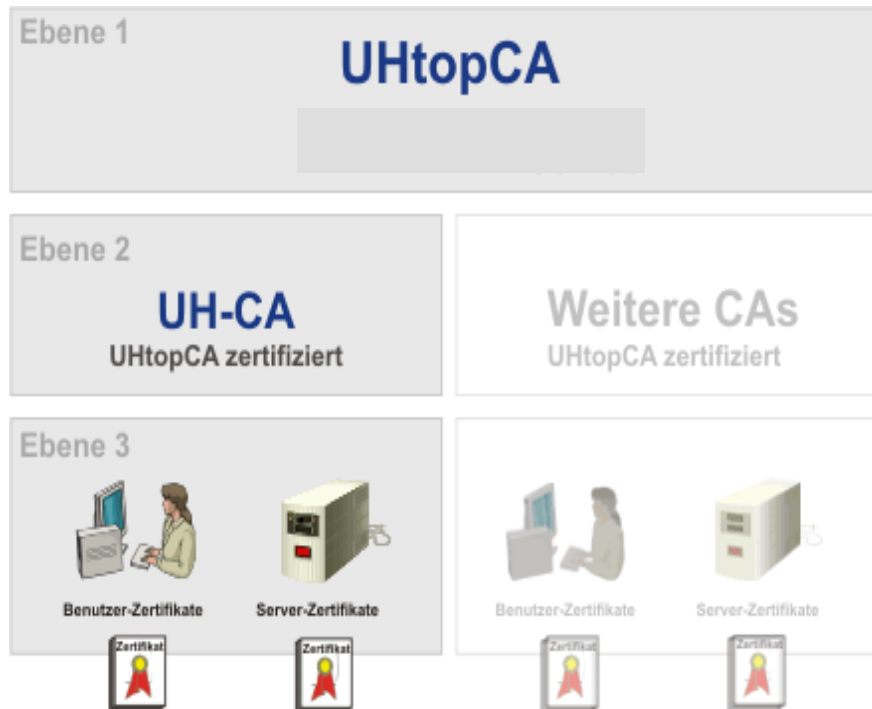 Ebene 1
UHtopCA
Ebene 2
UH-CA
UHtopCA zertifiziert
Weitere CAs
UHtopCA zertifiziert
Ebene 3
Benutzer-Zertifikate
Server-Zertifikate
Benutzer-Zertifikate
Server-Zertifikate
Zertifikat
Zertifikat
Zertifikat
Zertifikat